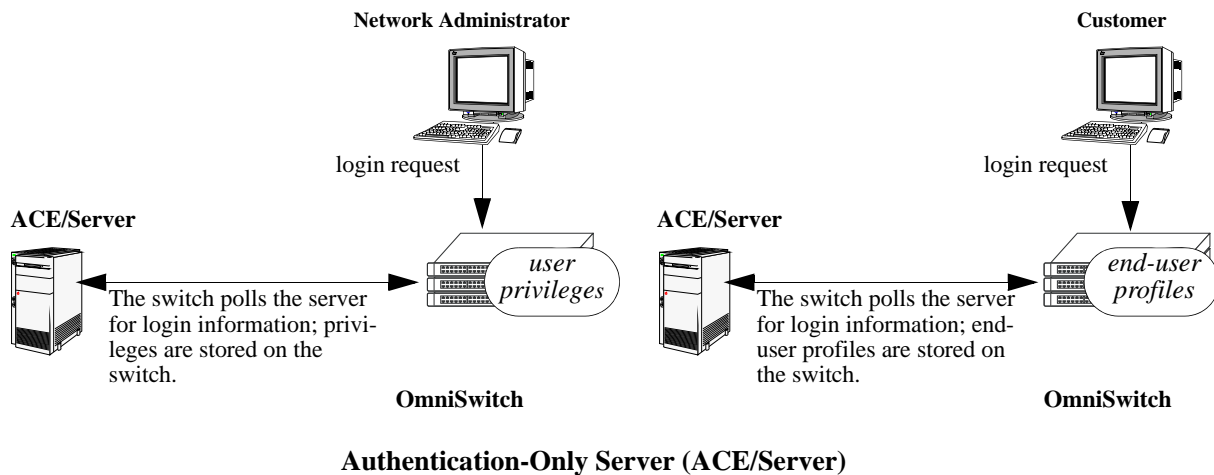 Network Administrator
login request
ACE/Server
user
privileges
The switch polls the server
for login information; privi-
leges are stored on the
switch.
OmniSwitch
Customer
login request
ACE/Server
end-user
profiles
The switch polls the server
for login information; end-
user profiles are stored on
the switch.
OmniSwitch
Authentication-Only Server (ACE/Server)